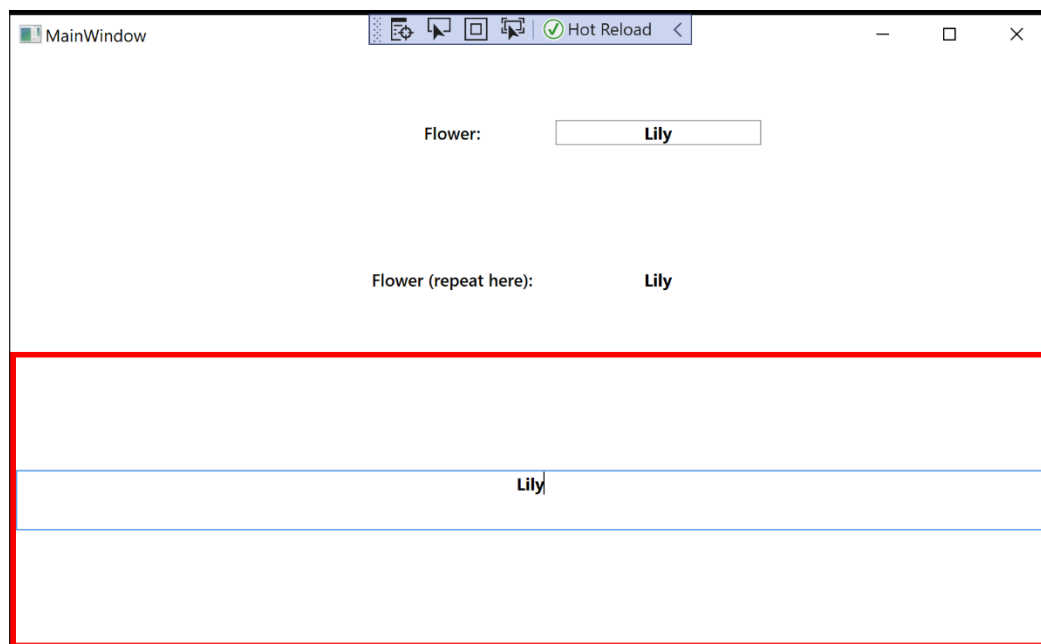 MainWindow
Hot Reload
Flower: Lily
Flower (repeat here): Lily
Lily